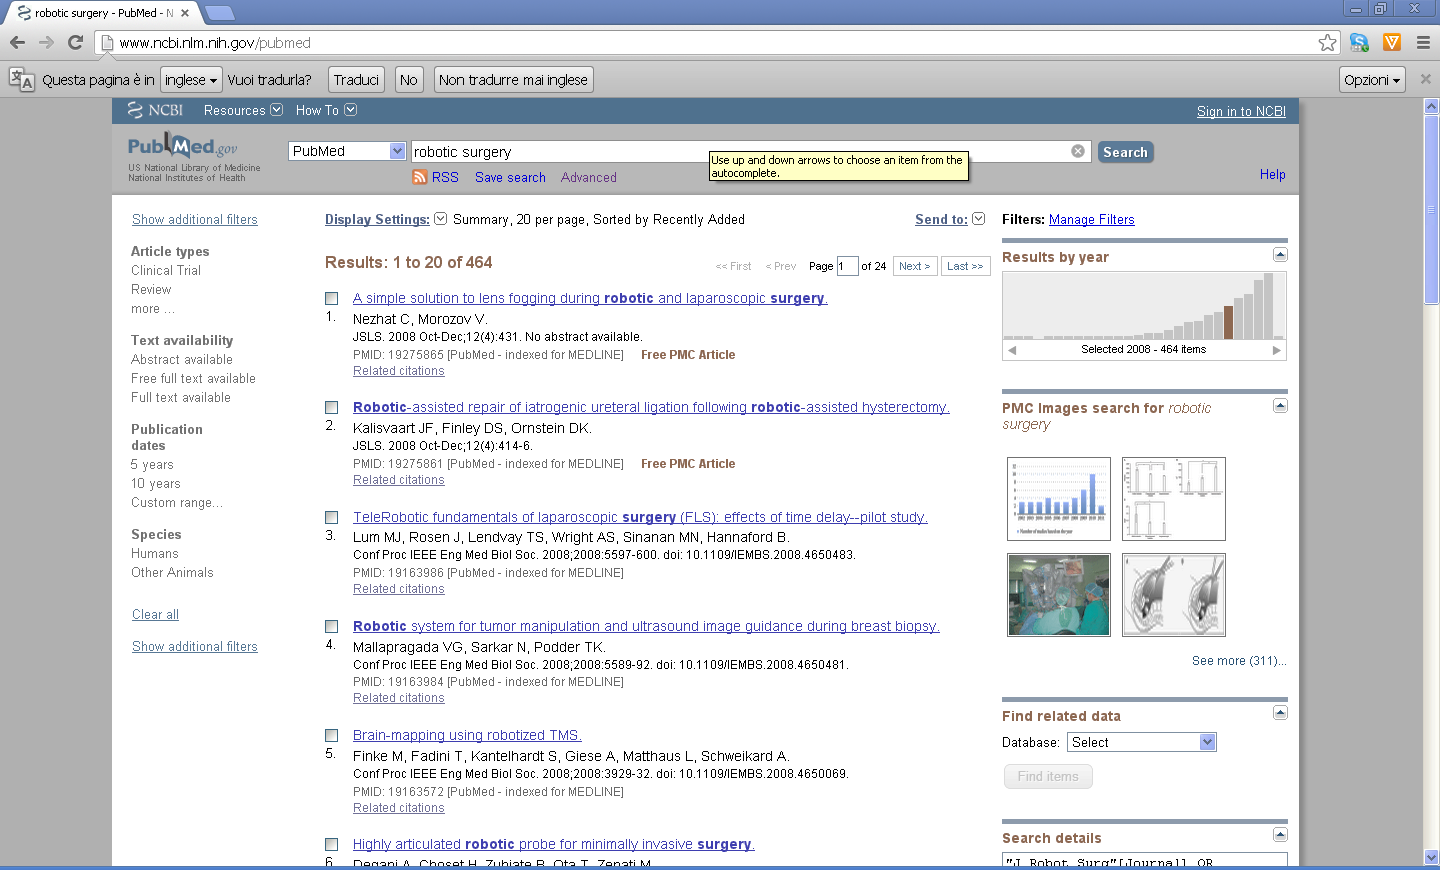 robotic surgery - PubMed - N
www.ncbi.nlm.nih.gov/pubmed
Questa pagina è in inglese Vuoi tradurla? Traduci No Non tradurre mai inglese Opzioni
NCBI Resources How To Sign in to NCBI
PubMed.gov
US National Library of Medicine
National Institutes of Health
PubMed robotic surgery Search
Use up and down arrows to choose an item from the
autocomplete.
RSS Save search Advanced Help
Show additional filters
Article types
Clinical Trial
Review
more ...
Text availability
Abstract available
Free full text available
Full text available
Publication
dates
5 years
10 years
Custom range...
Species
Humans
Other Animals
Clear all
Show additional filters
Display Settings: Summary, 20 per page, Sorted by Recently Added Send to:
Results: 1 to 20 of 464
<< First < Prev Page 1 of 24 Next > Last >>
A simple solution to lens fogging during robotic and laparoscopic surgery.
1. Nezhat C, Morozov V.
JSLS. 2008 Oct-Dec;12(4):431. No abstract available.
PMID: 19275865 [PubMed - indexed for MEDLINE] Free PMC Article
Related citations
Robotic-assisted repair of iatrogenic ureteral ligation following robotic-assisted hysterectomy.
2. Kalisvaart JF, Finley DS, Ornstein DK.
JSLS. 2008 Oct-Dec;12(4):414-6.
PMID: 19275861 [PubMed - indexed for MEDLINE] Free PMC Article
Related citations
TeleRobotic fundamentals of laparoscopic surgery (FLS): effects of time delay--pilot study.
3. Lum MJ, Rosen J, Lendvay TS, Wright AS, Sinanan MN, Hannaford B.
Conf Proc IEEE Eng Med Biol Soc. 2008;2008:5597-600. doi: 10.1109/IEMBS.2008.4650483.
PMID: 19163986 [PubMed - indexed for MEDLINE]
Related citations
Robotic system for tumor manipulation and ultrasound image guidance during breast biopsy.
4. Mallapragada VG, Sarkar N, Podder TK.
Conf Proc IEEE Eng Med Biol Soc. 2008;2008:5589-92. doi: 10.1109/IEMBS.2008.4650481.
PMID: 19163984 [PubMed - indexed for MEDLINE]
Related citations
Brain-mapping using robotized TMS.
5. Finke M, Fadini T, Kantelhardt S, Giese A, Matthaus L, Schweikard A.
Conf Proc IEEE Eng Med Biol Soc. 2008;2008:3929-32. doi: 10.1109/IEMBS.2008.4650069.
PMID: 19163572 [PubMed - indexed for MEDLINE]
Related citations
Highly articulated robotic probe for minimally invasive surgery.
6. Degani A, Choset H, Zubiate B, Ota T, Zenati M.
Filters: Manage Filters
Results by year
Selected 2008 - 464 items
PMC Images search for robotic
surgery
See more (311)...
Find related data
Database: Select
Find items
Search details
"J Robot Surg"[Journal] OR